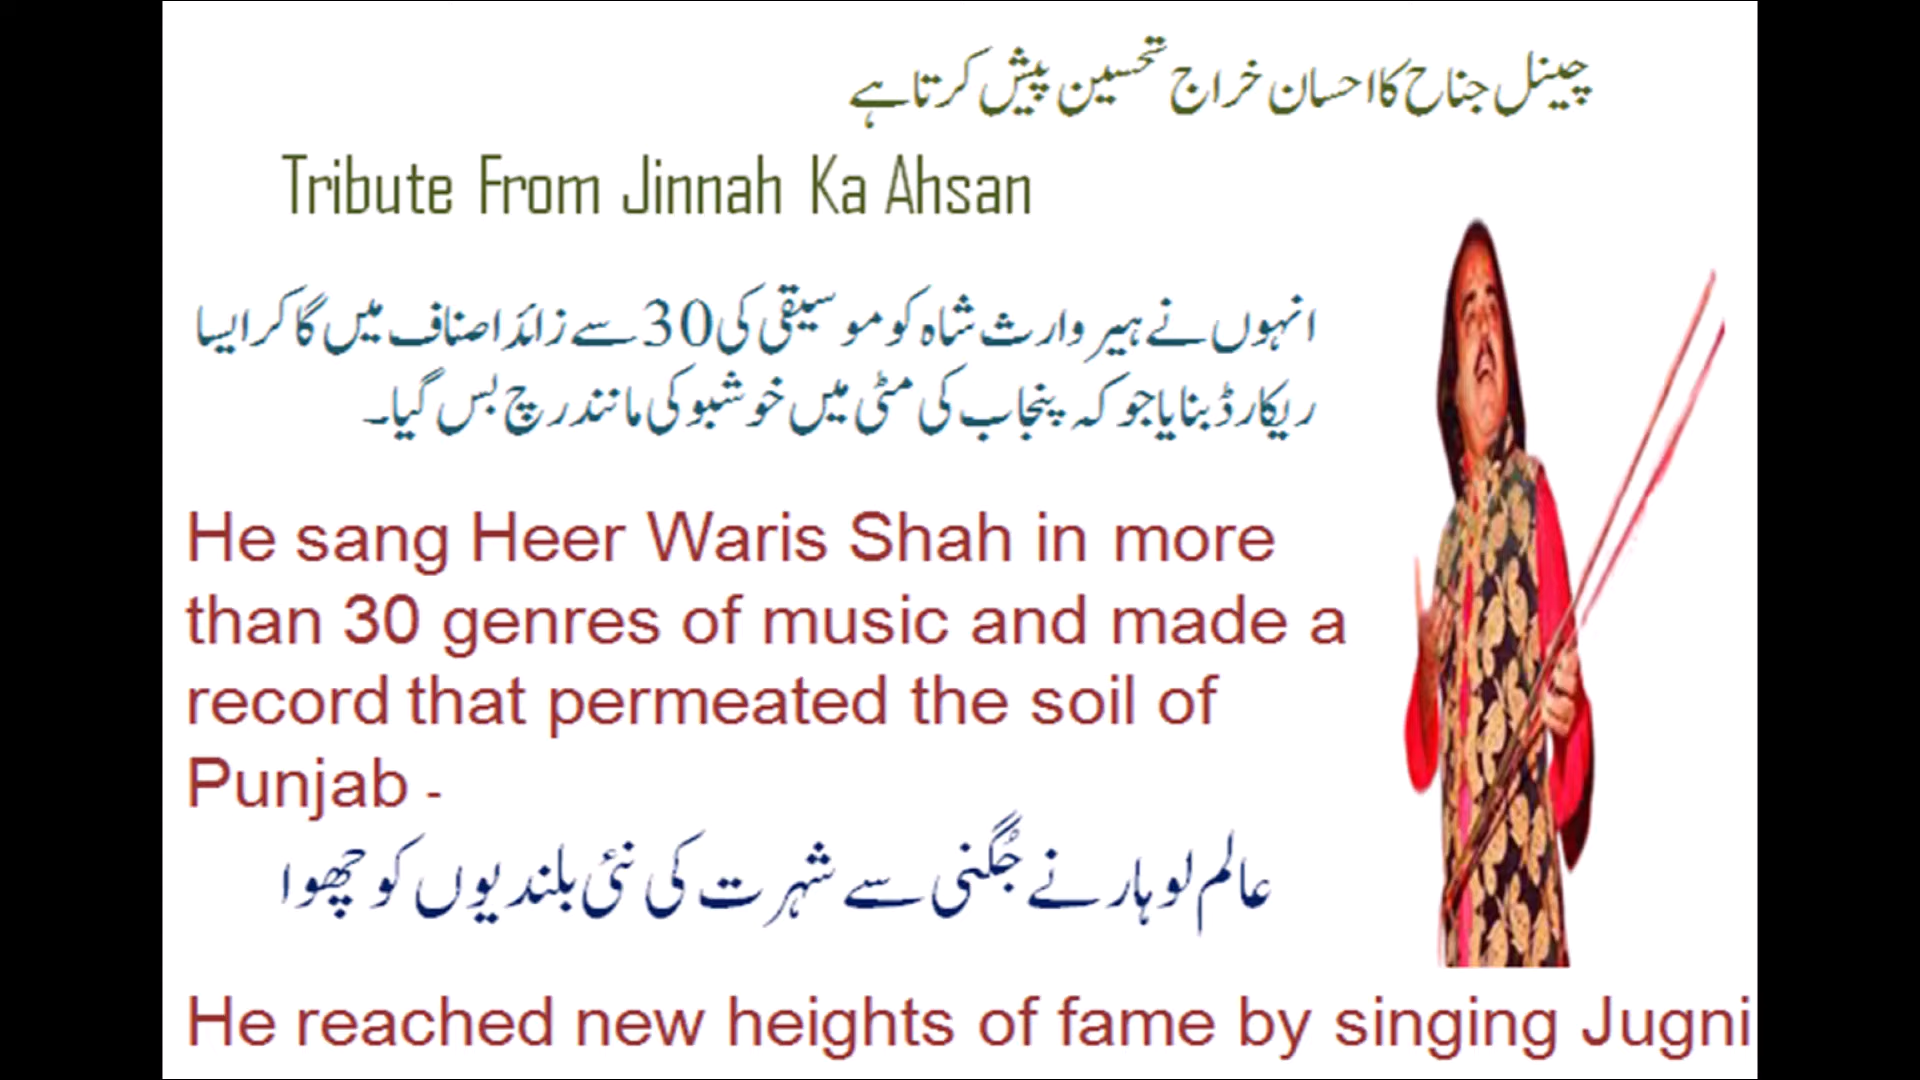 چینل جناح کا احسان خراج تحسین پیش کرتا ہے
Tribute From Jinnah Ka Ahsan
انہوں نے ہیر وارث شاہ کو موسیقی کی 30 سے زائد اصناف میں گا کر ایسا
ریکارڈ بنایا جو کہ پنجاب کی مٹی میں خوشبو کی مانند رچ بس گیا۔
He sang Heer Waris Shah in more
than 30 genres of music and made a
record that permeated the soil of
Punjab -
عالم لوہار نے جُگنی سے شہرت کی نئی بلندیوں کو چھوا
He reached new heights of fame by singing Jugni